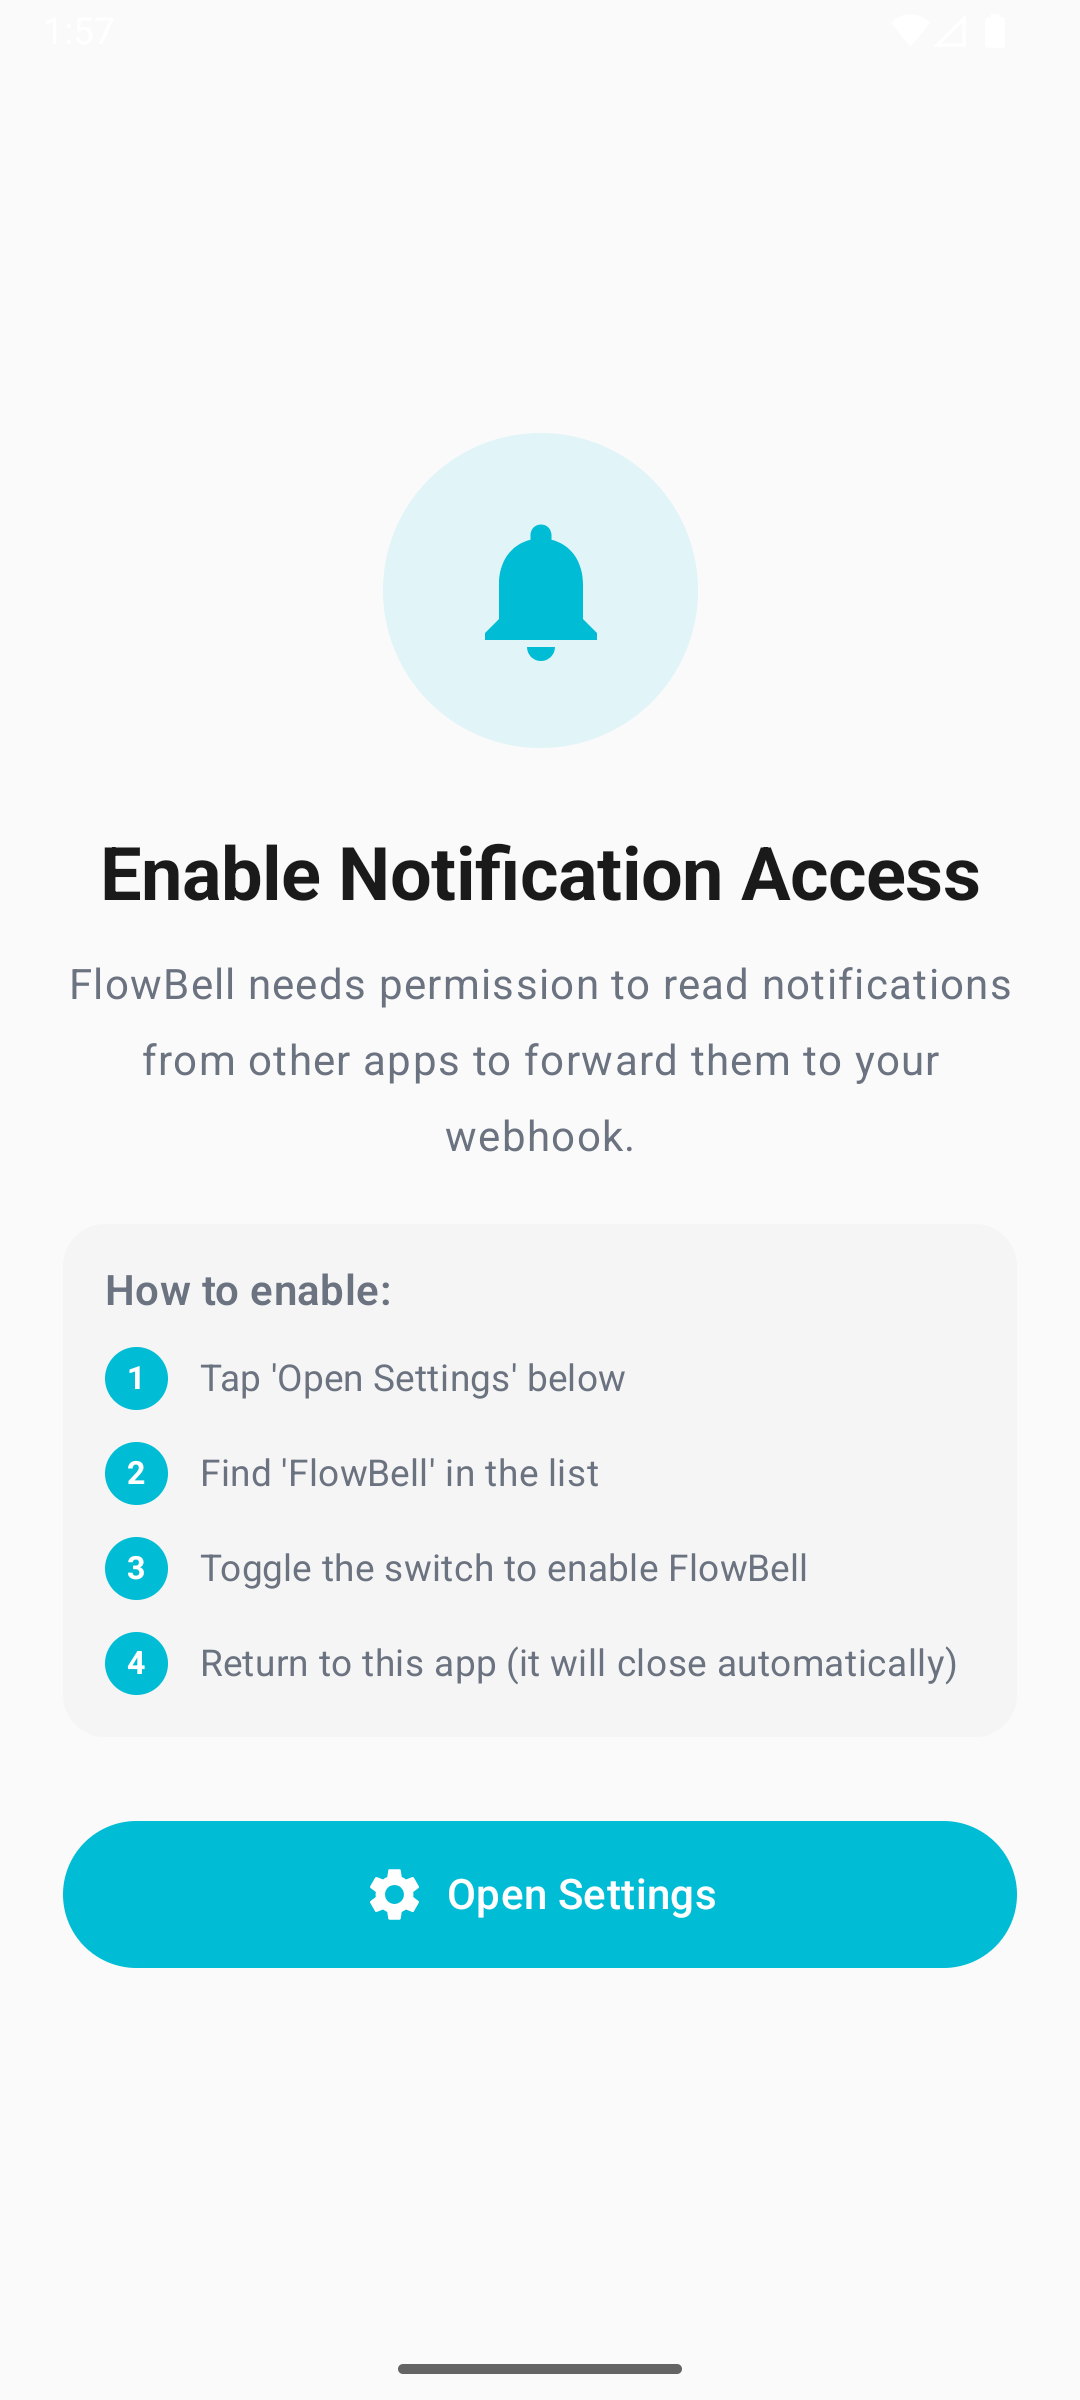 1:57
Enable Notification Access
FlowBell needs permission to read notifications
from other apps to forward them to your
webhook.
How to enable:
1 Tap 'Open Settings' below
2 Find 'FlowBell' in the list
3 Toggle the switch to enable FlowBell
4 Return to this app (it will close automatically)
Open Settings